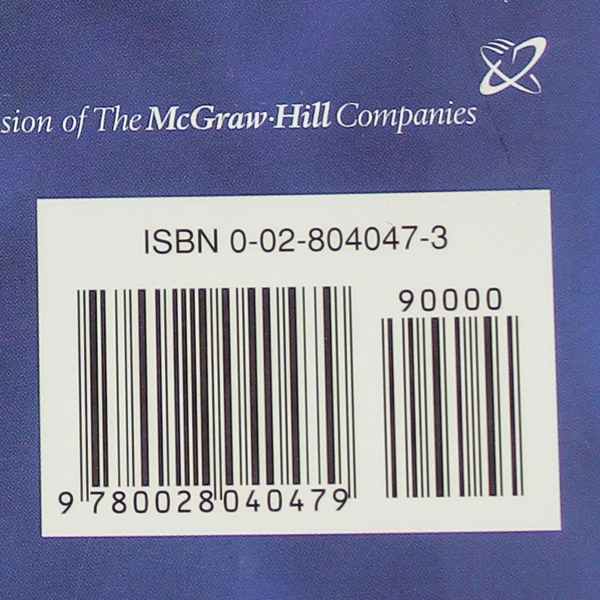 sion of The McGraw·Hill Companies
ISBN 0-02-804047-3
90000
9 780028 040479